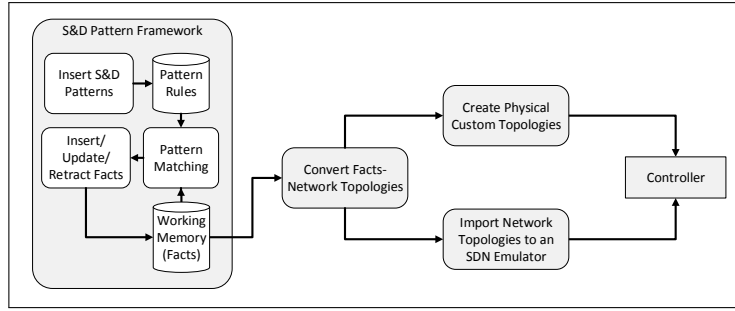 S&D Pattern Framework
Insert S&D
Patterns
Pattern
Rules
Insert/
Update/
Retract Facts
Pattern
Matching
Working
Memory
(Facts)
Convert Facts-
Network Topologies
Create Physical
Custom Topologies
Import Network
Topologies to an
SDN Emulator
Controller